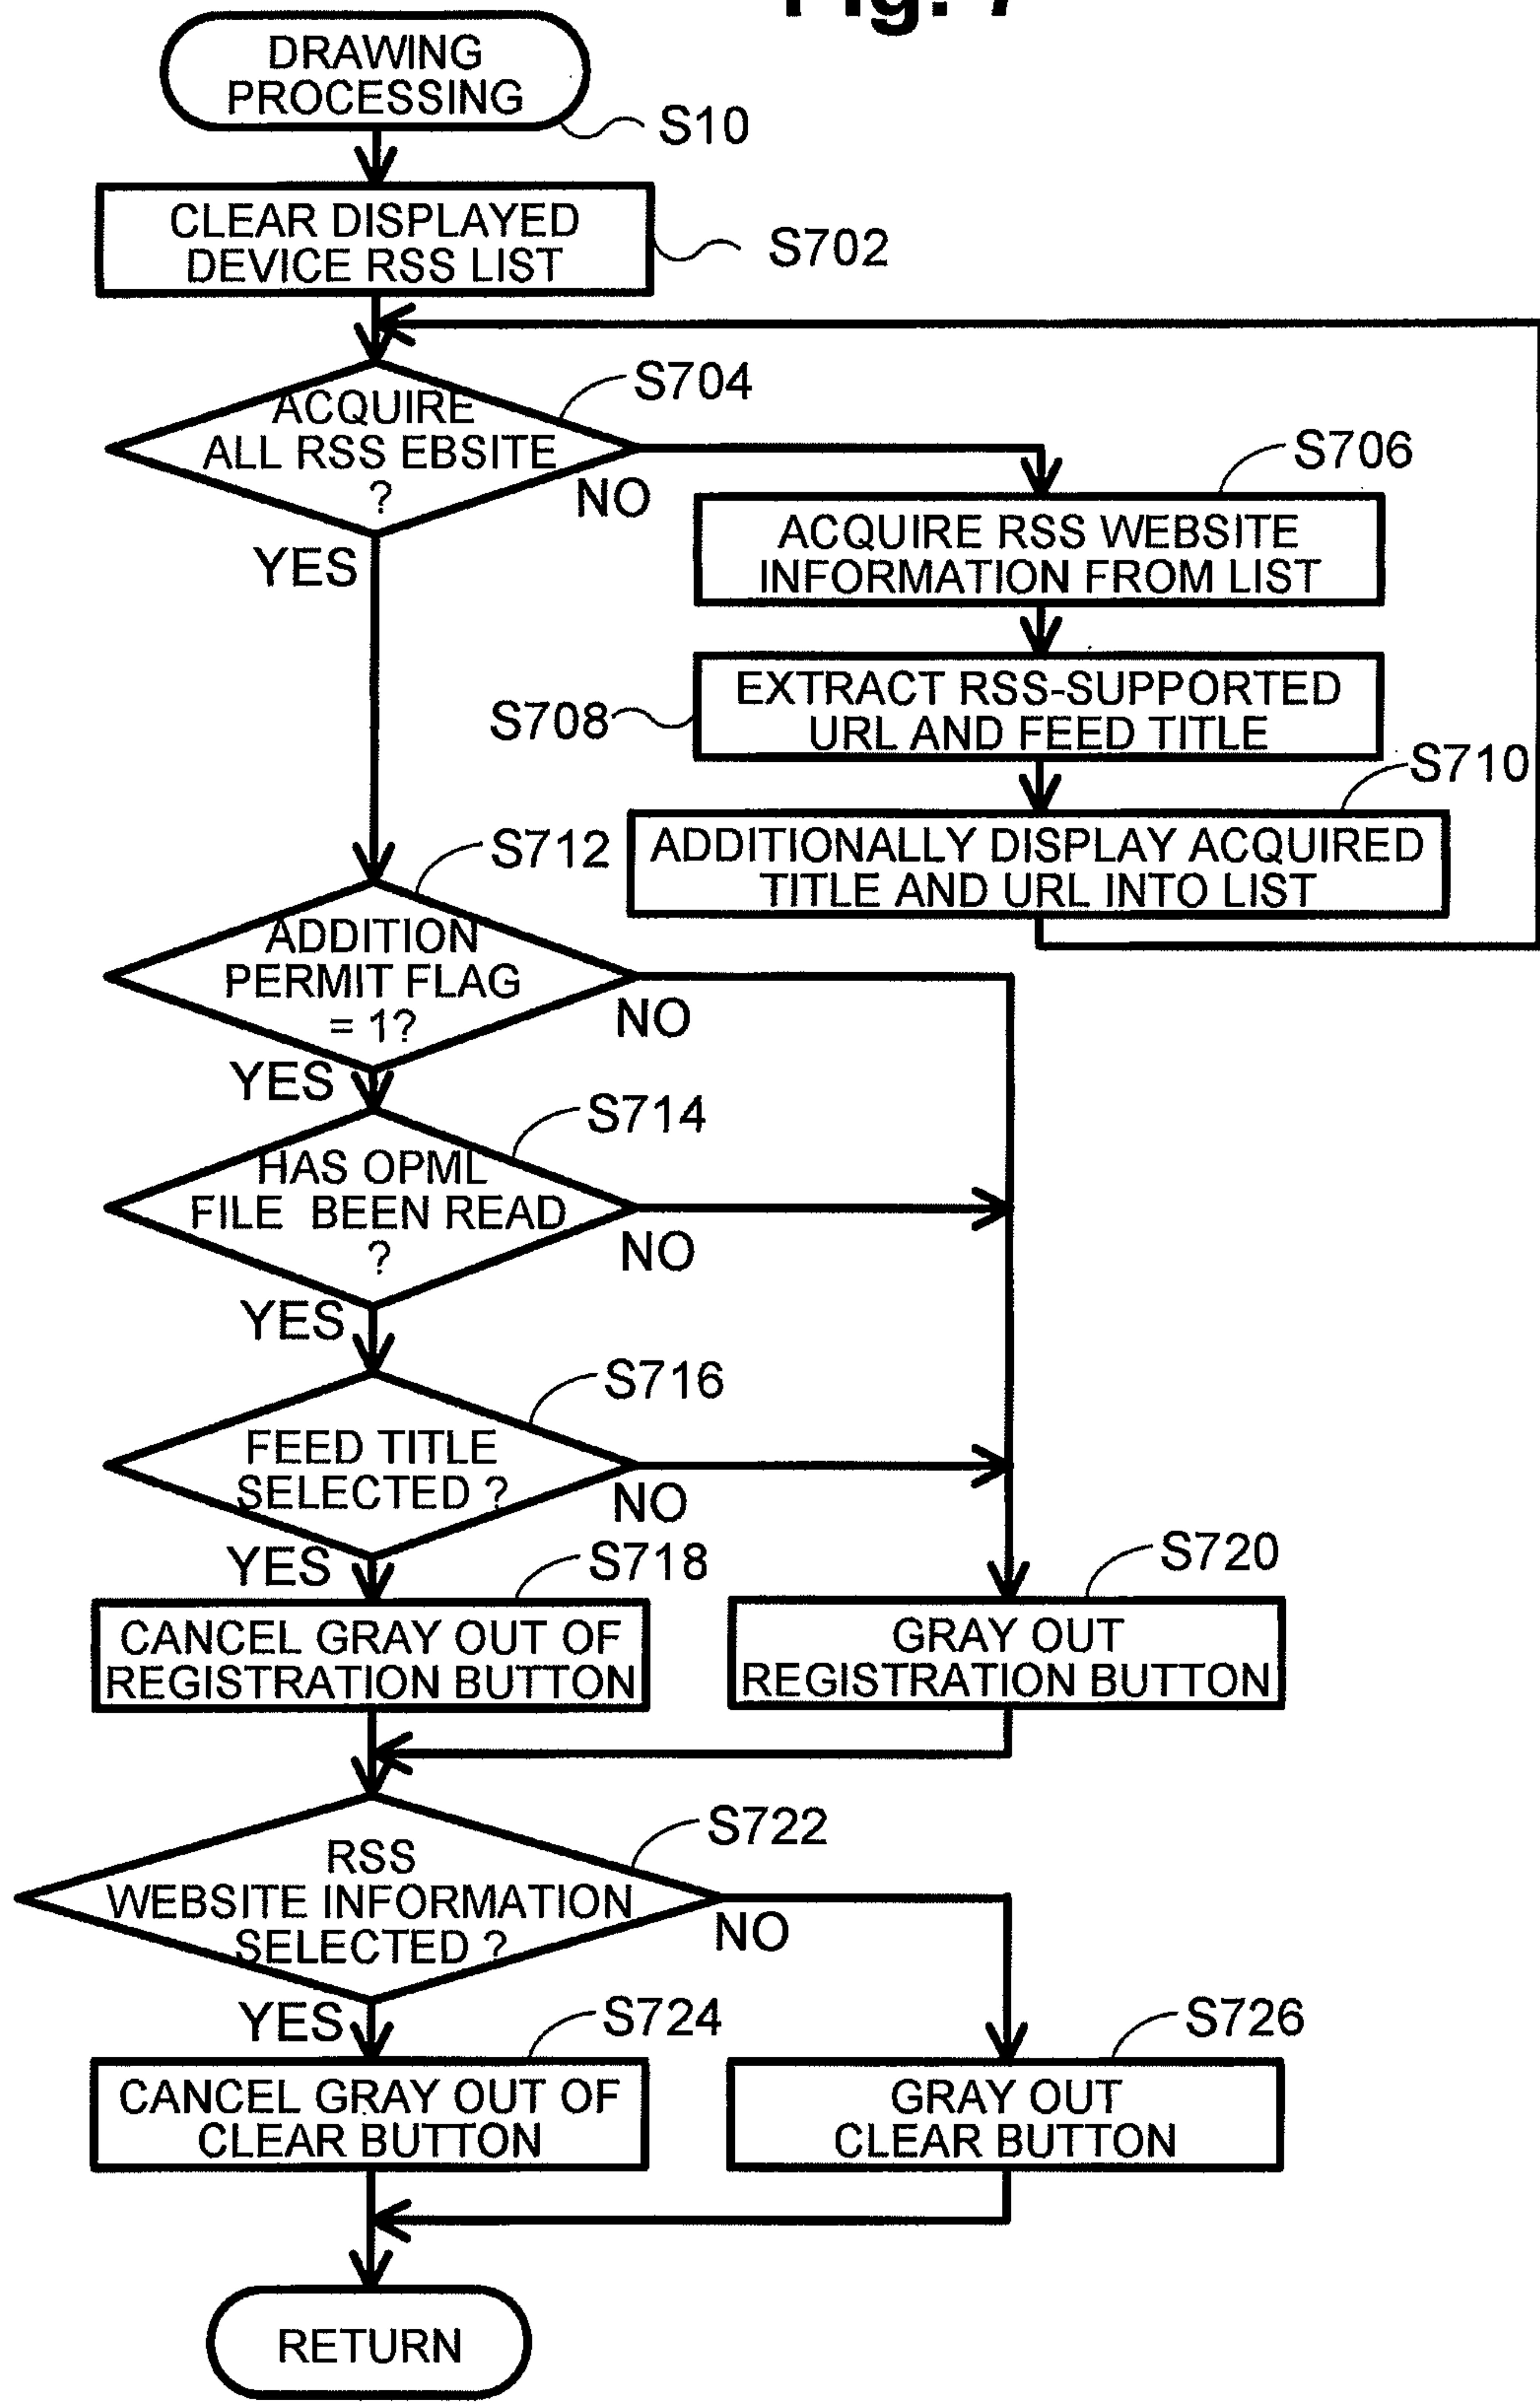 Fig. 7
DRAWING
PROCESSING
S10
CLEAR DISPLAYED
DEVICE RSS LIST
S702
ACQUIRE
ALL RSS EBSITE
?
S704
NO
YES
S706
ACQUIRE RSS WEBSITE
INFORMATION FROM LIST
S708
EXTRACT RSS-SUPPORTED
URL AND FEED TITLE
S710
ADDITIONALLY DISPLAY ACQUIRED
TITLE AND URL INTO LIST
S712
ADDITION
PERMIT FLAG
= 1?
NO
YES
S714
HAS OPML
FILE BEEN READ
?
NO
YES
S716
FEED TITLE
SELECTED ?
NO
YES
S718
CANCEL GRAY OUT OF
REGISTRATION BUTTON
S720
GRAY OUT
REGISTRATION BUTTON
S722
RSS
WEBSITE INFORMATION
SELECTED ?
NO
YES
S724
CANCEL GRAY OUT OF
CLEAR BUTTON
S726
GRAY OUT
CLEAR BUTTON
RETURN